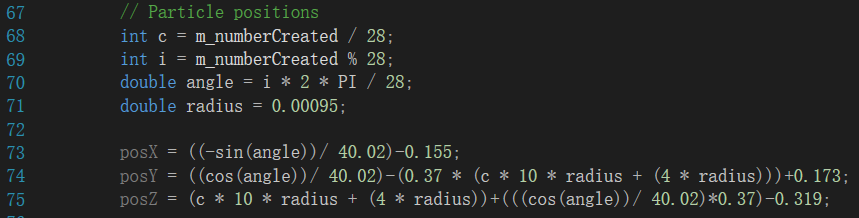 67 // Particle positions
68 int c = m_numberCreated / 28;
69 int i = m_numberCreated % 28;
70 double angle = i * 2 * PI / 28;
71 double radius = 0.00095;
72
73 posX = ((-sin(angle))/ 40.02)-0.155;
74 posY = ((cos(angle))/ 40.02)-(0.37 * (c * 10 * radius + (4 * radius)))+0.173;
75 posZ = (c * 10 * radius + (4 * radius))+(((cos(angle))/ 40.02)*0.37)-0.319;